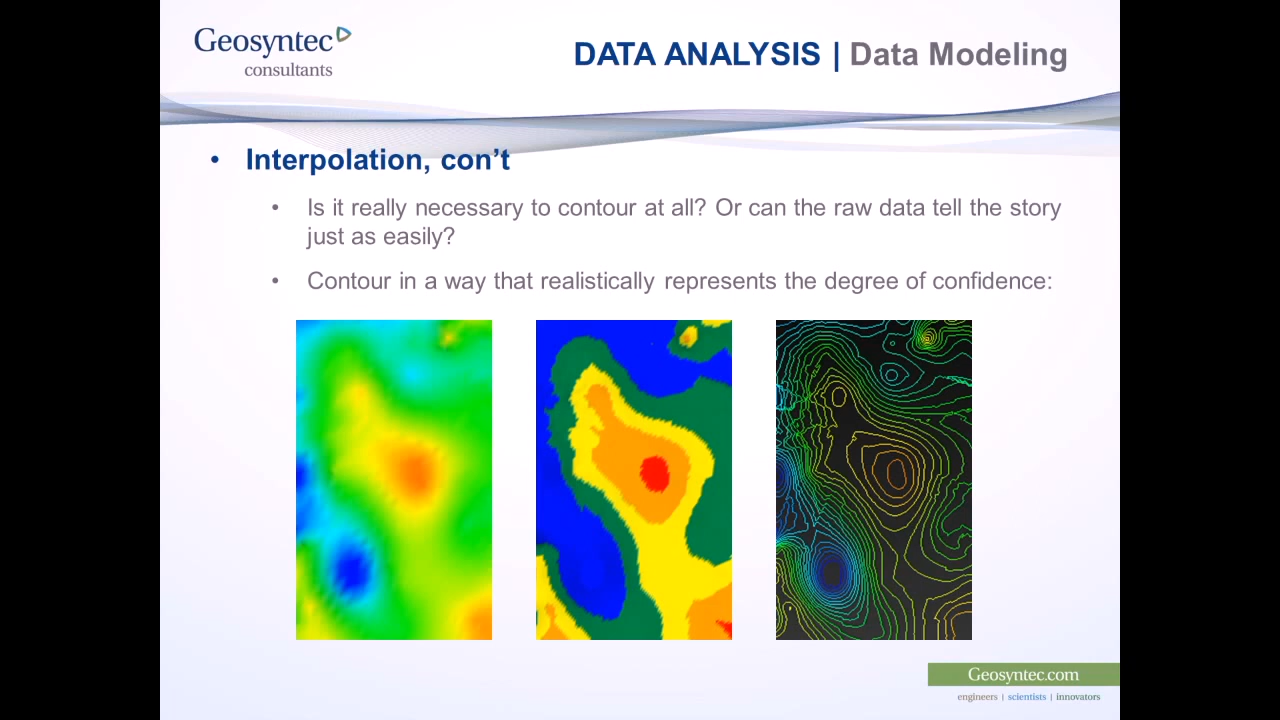 Geosyntec
consultants
DATA ANALYSIS | Data Modeling
• Interpolation, con’t
• Is it really necessary to contour at all? Or can the raw data tell the story
just as easily?
• Contour in a way that realistically represents the degree of confidence:
Geosyntec.com
engineers | scientists | innovators